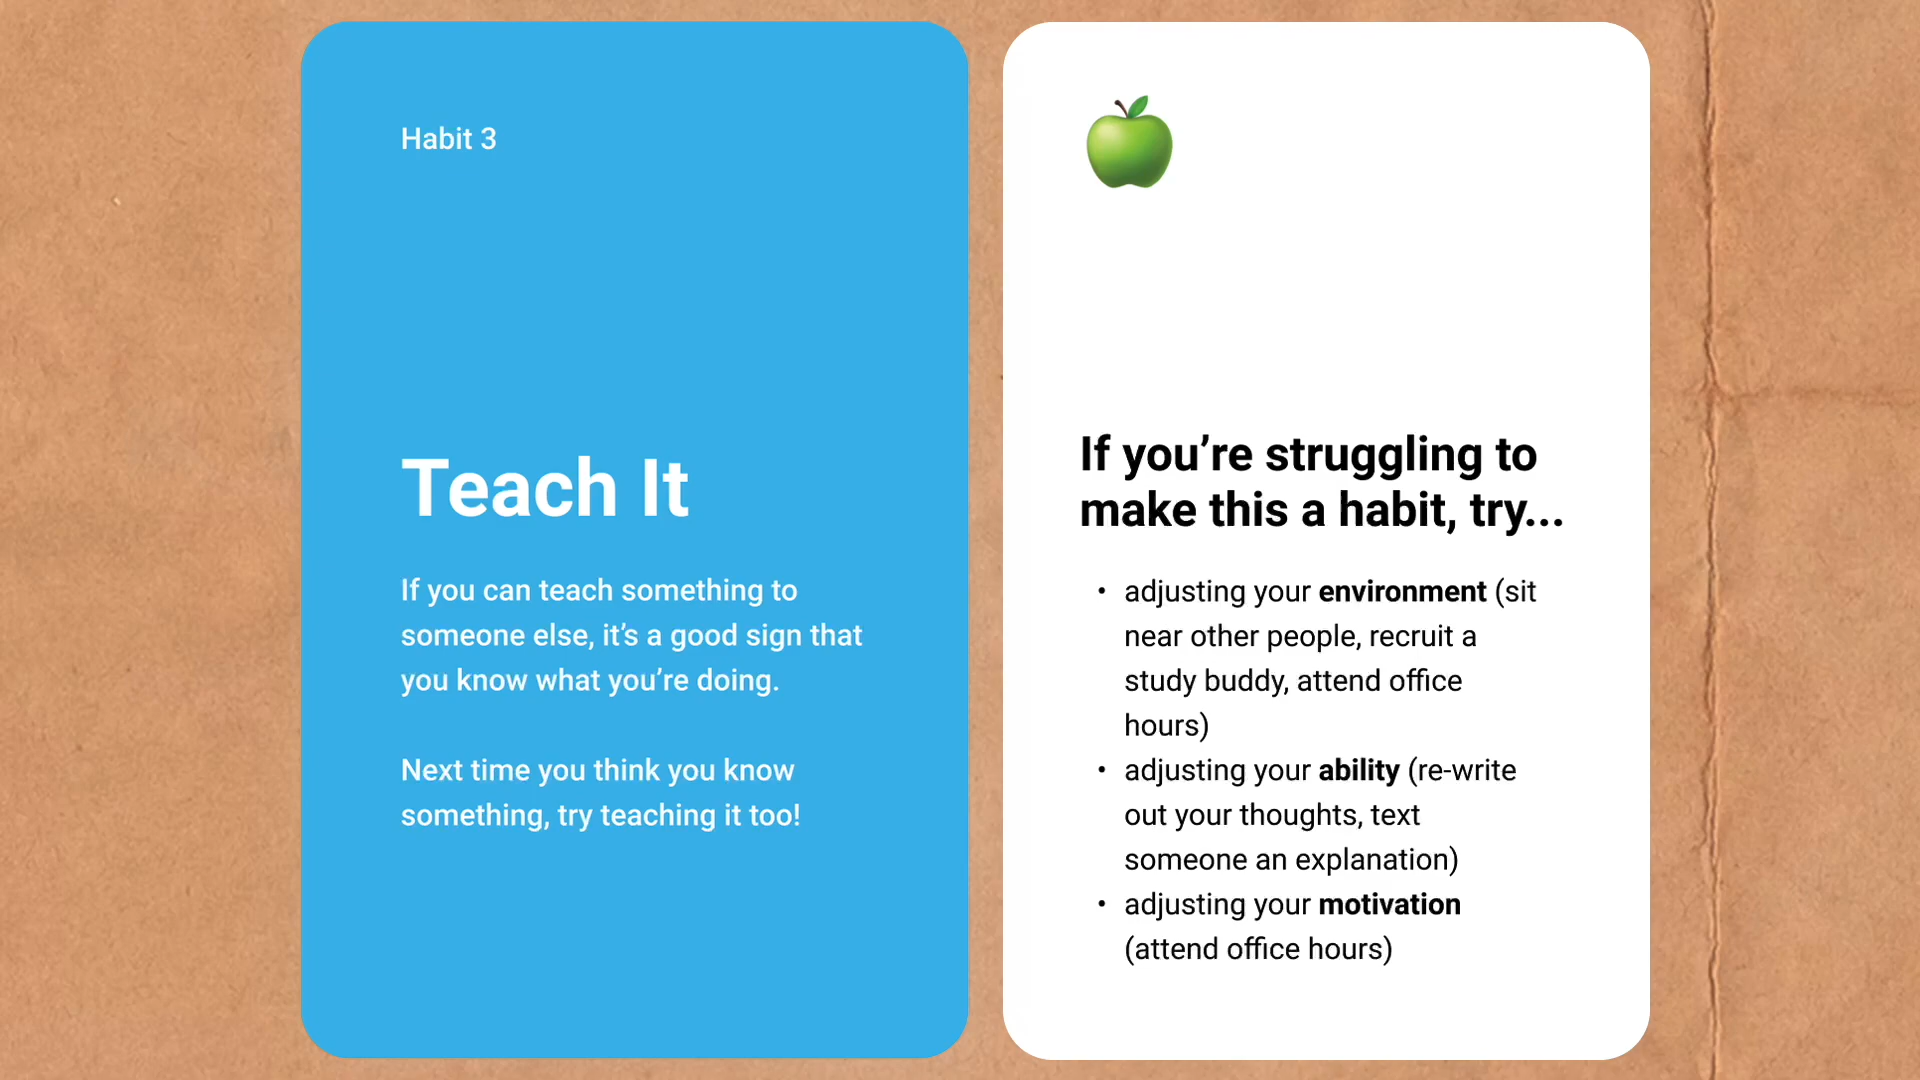 Habit 3
Teach It
If you can teach something to
someone else, it’s a good sign that
you know what you’re doing.
Next time you think you know
something, try teaching it too!
If you’re struggling to
make this a habit, try...
• adjusting your environment (sit
near other people, recruit a
study buddy, attend office
hours)
• adjusting your ability (re-write
out your thoughts, text
someone an explanation)
• adjusting your motivation
(attend office hours)